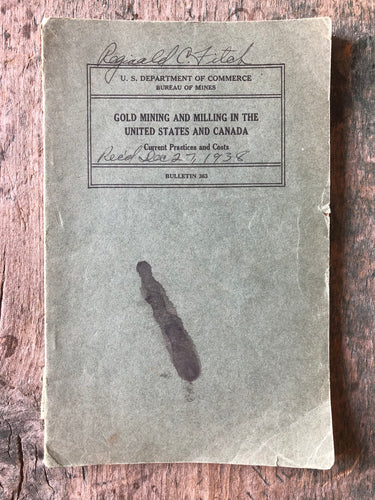 Reginald C. Fitch
U. S. DEPARTMENT OF COMMERCE
BUREAU OF MINES
GOLD MINING AND MILLING IN THE
UNITED STATES AND CANADA
Current Practices and Costs
Rec'd Dec 27, 1938
BULLETIN 363